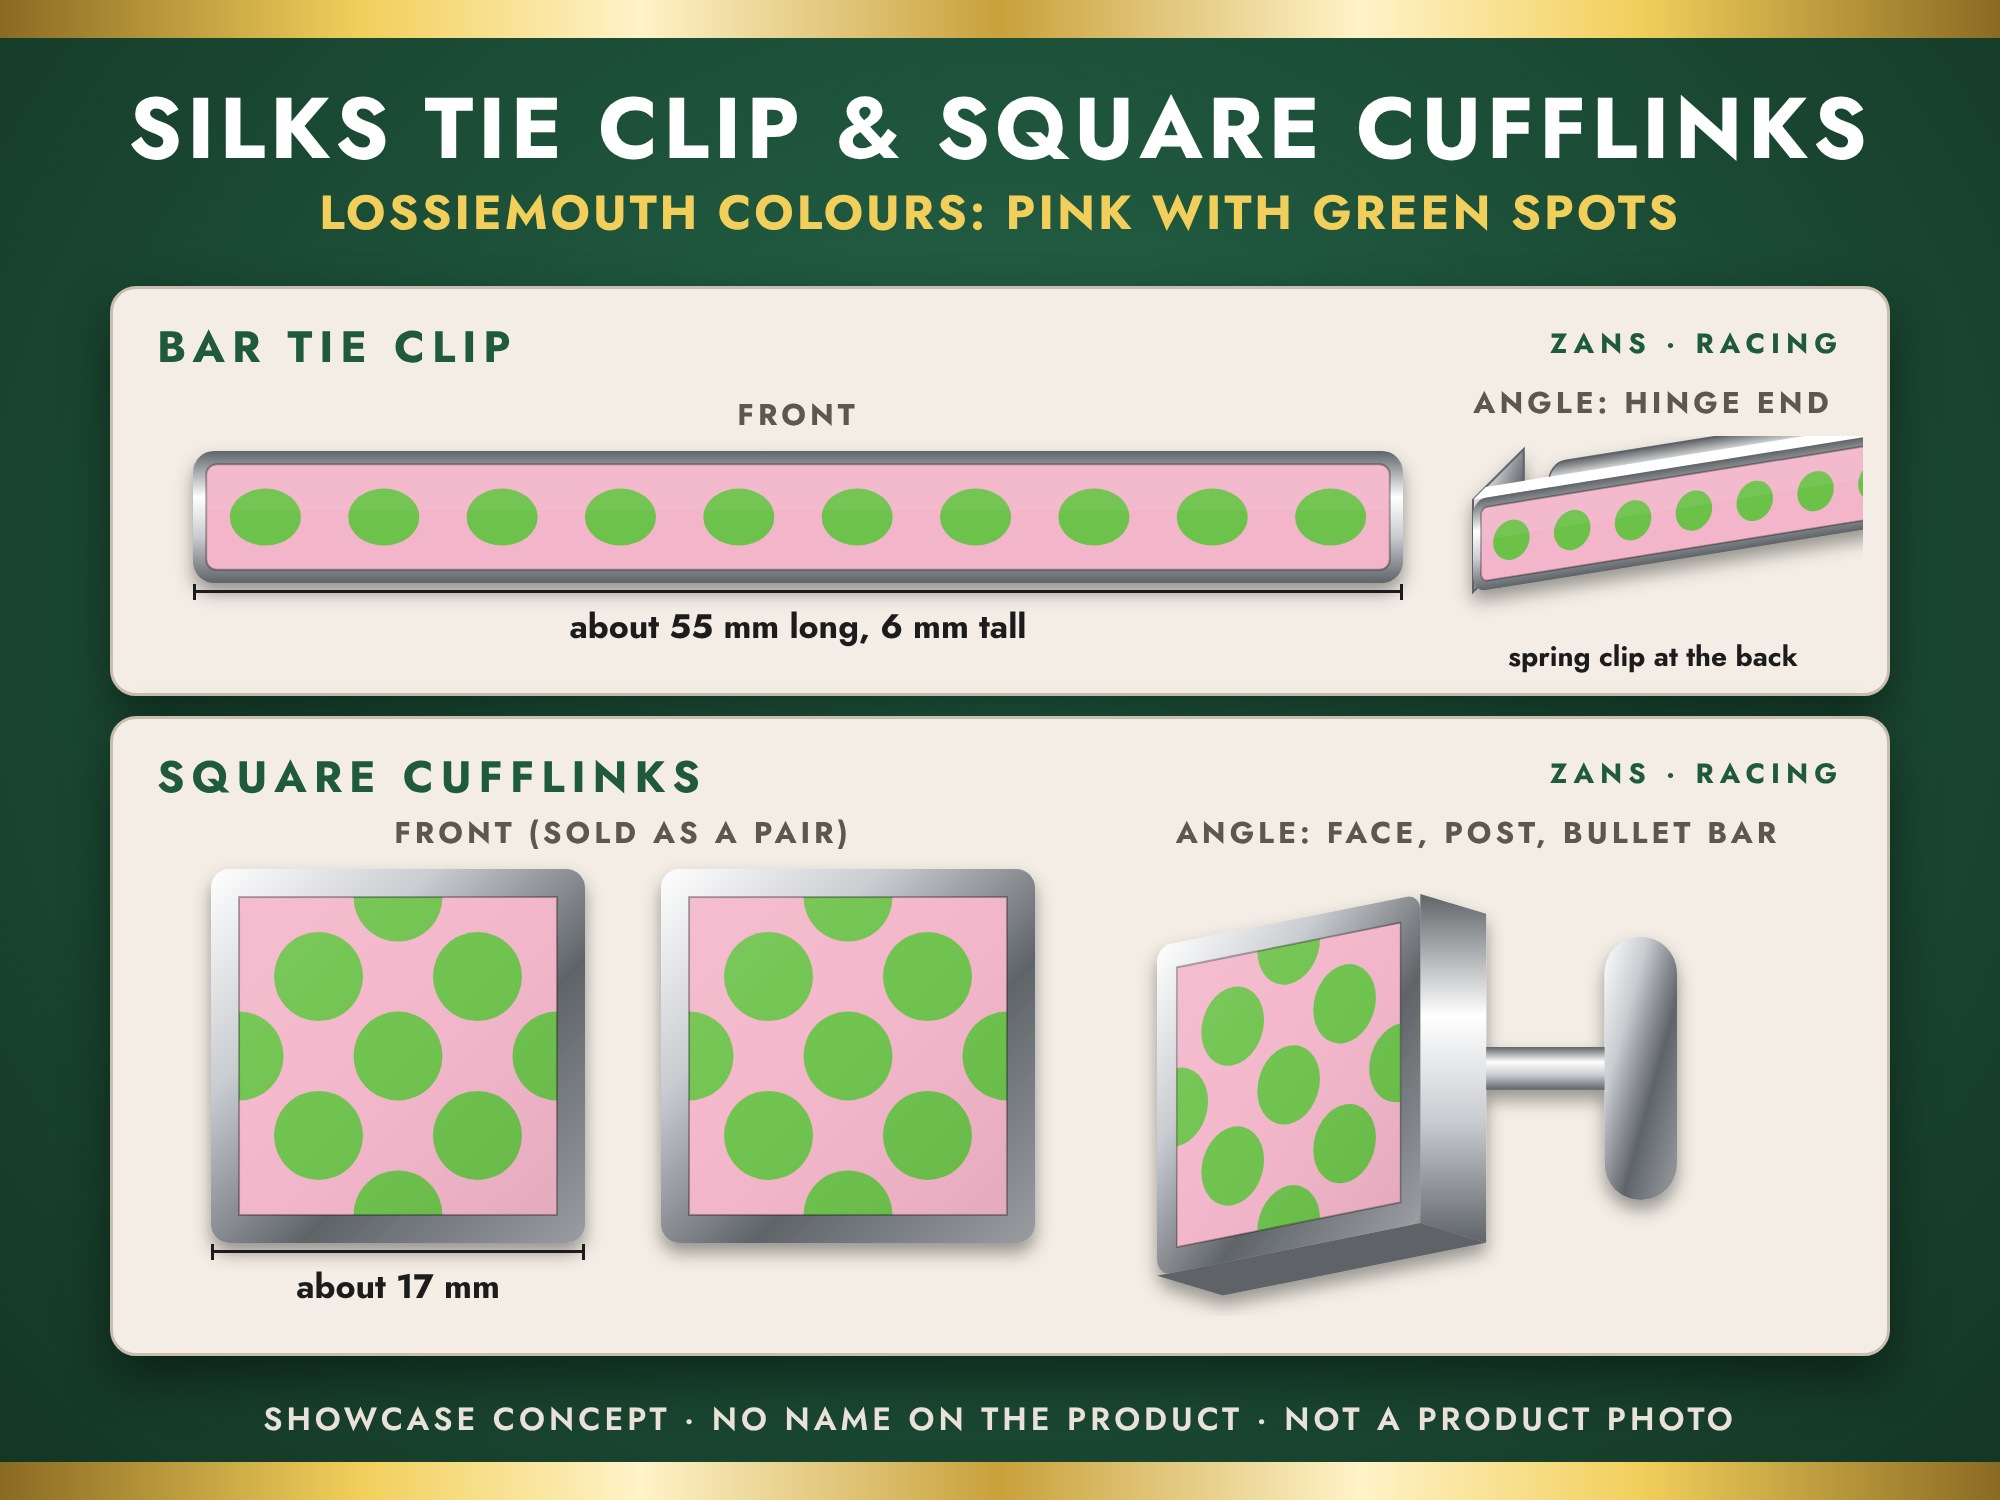 SILKS TIE CLIP & SQUARE CUFFLINKS
LOSSIEMOUTH COLOURS: PINK WITH GREEN SPOTS
BAR TIE CLIP
ZANS · RACING
FRONT
ANGLE: HINGE END
about 55 mm long, 6 mm tall
spring clip at the back
SQUARE CUFFLINKS
ZANS · RACING
FRONT (SOLD AS A PAIR)
ANGLE: FACE, POST, BULLET BAR
about 17 mm
SHOWCASE CONCEPT · NO NAME ON THE PRODUCT · NOT A PRODUCT PHOTO